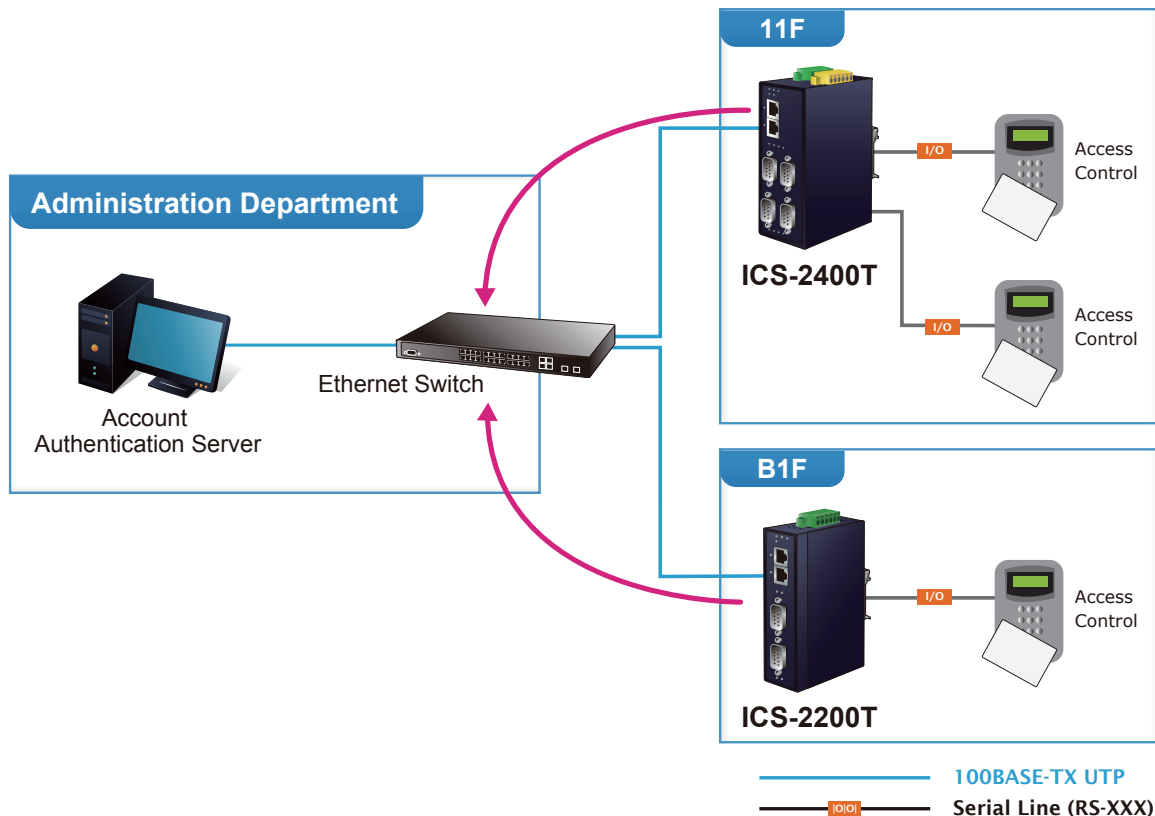 11F
I/O
Access
Control
ICS-2400T
I/O
Access
Control
Administration Department
Ethernet Switch
Account
Authentication Server
B1F
I/O
Access
Control
ICS-2200T
100BASE-TX UTP
|O|O|
Serial Line (RS-XXX)